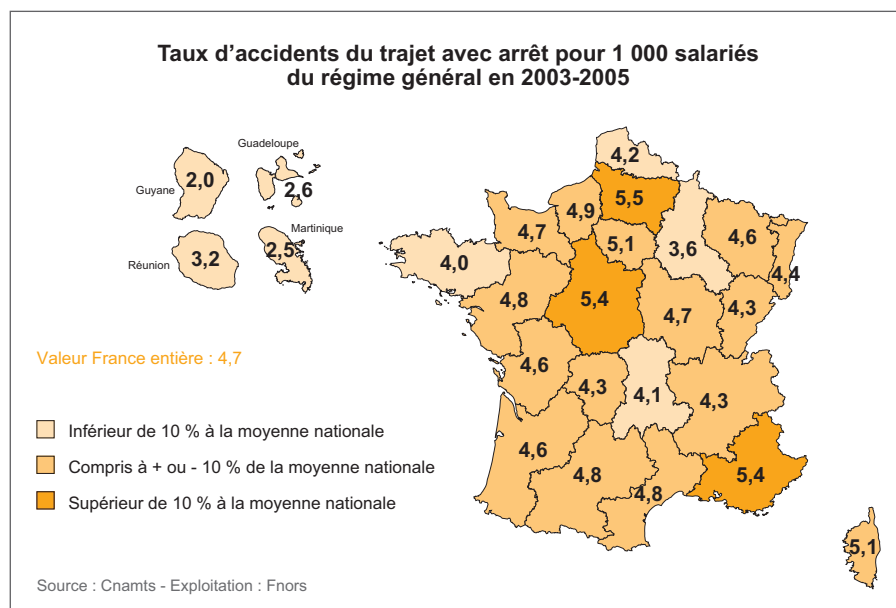 Taux d’accidents du trajet avec arrêt pour 1 000 salariés
du régime général en 2003-2005
Guadeloupe
Guyane
2,0
2,6
Martinique
Réunion
3,2
2,5
4,2
5,5
4,9
4,7
5,1
3,6
4,6
4,4
4,0
4,8
5,4
4,7
4,3
4,6
4,3
4,1
4,3
4,6
4,8
4,8
5,4
5,1
Valeur France entière : 4,7
Inférieur de 10 % à la moyenne nationale
Compris à + ou - 10 % de la moyenne nationale
Supérieur de 10 % à la moyenne nationale
Source : Cnamts - Exploitation : Fnors